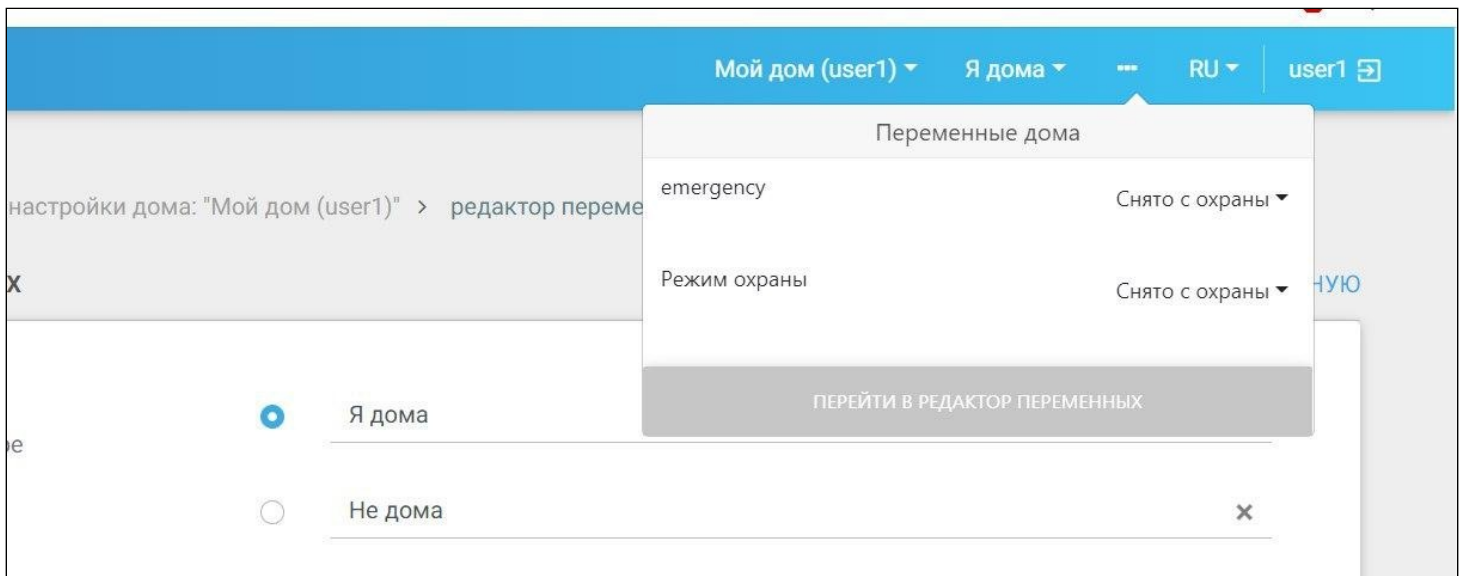 Мой дом (user1) Я дома ••• RU user1
Переменные дома
emergency Снято с охраны
настройки дома: "Мой дом (user1)" > редактор переме
Режим охраны Снято с охраны
х НУЮ
ПЕРЕЙТИ В РЕДАКТОР ПЕРЕМЕННЫХ
Я дома
ре
Не дома